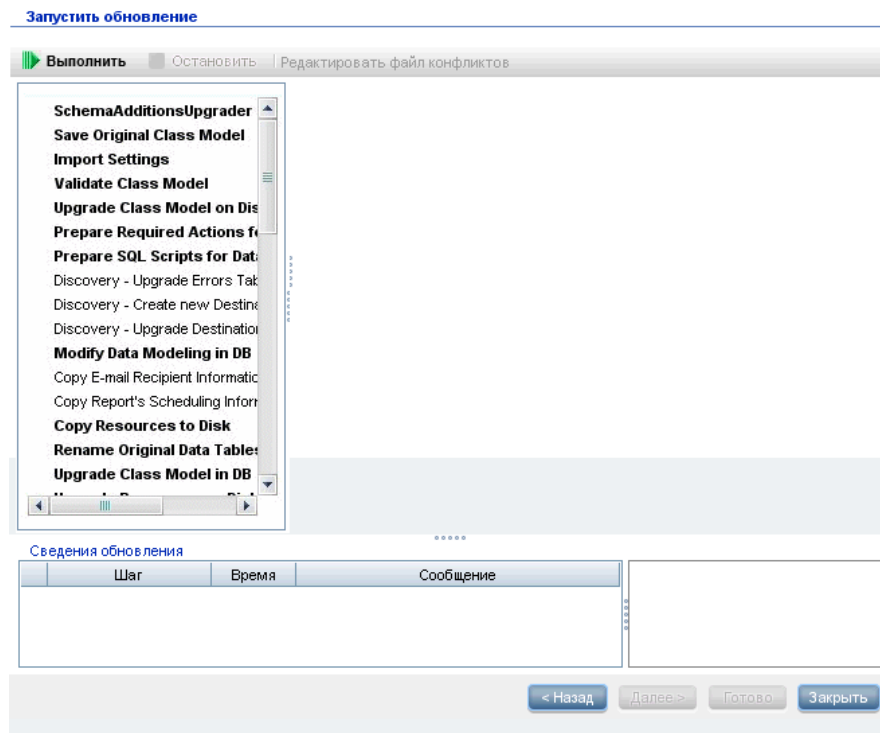 Запустить обновление
Выполнить Остановить Редактировать файл конфликтов
SchemaAdditionsUpgrader
Save Original Class Model
Import Settings
Validate Class Model
Upgrade Class Model on Dis
Prepare Required Actions fo
Prepare SQL Scripts for Data
Discovery - Upgrade Errors Tab
Discovery - Create new Destina
Discovery - Upgrade Destination
Modify Data Modeling in DB
Copy E-mail Recipient Informatic
Copy Report's Scheduling Inforr
Copy Resources to Disk
Rename Original Data Tables
Upgrade Class Model in DB
Сведения обновления
Шаг Время Сообщение
< Назад Далее > Готово Закрыть